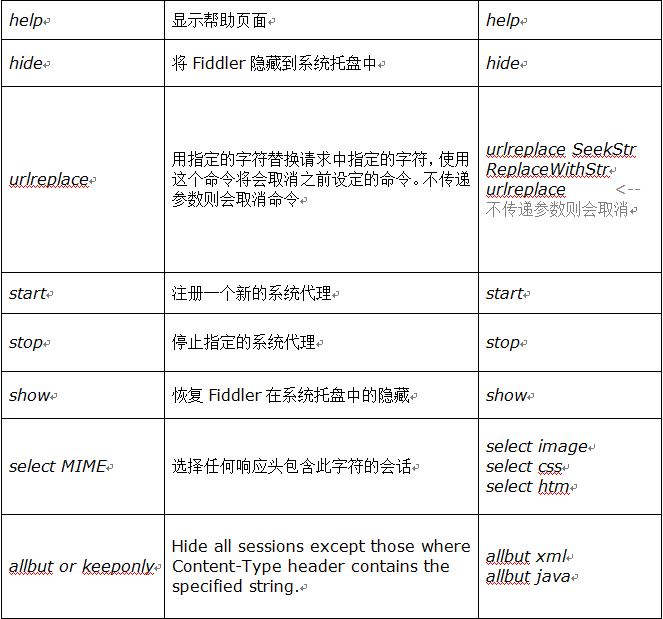 help 显示帮助页面 help
hide 将 Fiddler 隐藏到系统托盘中 hide
urlreplace
用指定的字符替换请求中指定的字符，使用
这个命令将会取消之前设定的命令。不传递
参数则会取消命令
urlreplace SeekStr
ReplaceWithStr
urlreplace <--
不传递参数则会取消
start 注册一个新的系统代理 start
stop 停止指定的系统代理 stop
show 恢复 Fiddler 在系统托盘中的隐藏 show
select MIME 选择任何响应头包含此字符的会话
select image
select css
select htm
allbut or keeponly
Hide all sessions except those where
Content-Type header contains the
specified string.
allbut xml
allbut java